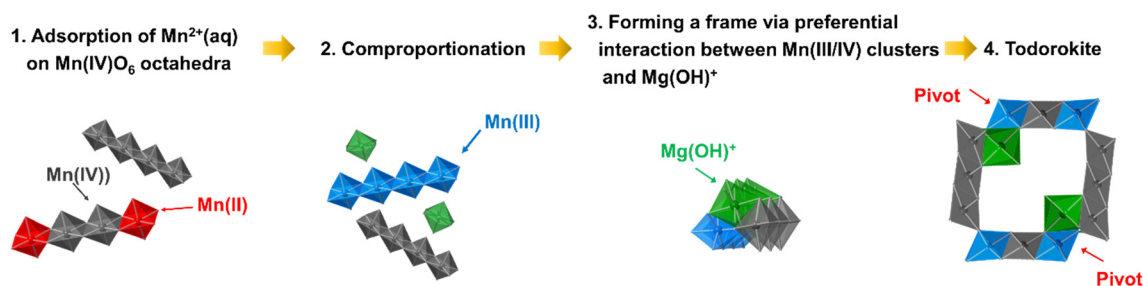 1. Adsorption of Mn²⁺(aq)
on Mn(IV)O₆ octahedra
2. Comproportionation
3. Forming a frame via preferential
interaction between Mn(III/IV) clusters
and Mg(OH)⁺
4. Todorokite
Mn(IV))
Mn(II)
Mn(III)
Mg(OH)⁺
Pivot
Pivot